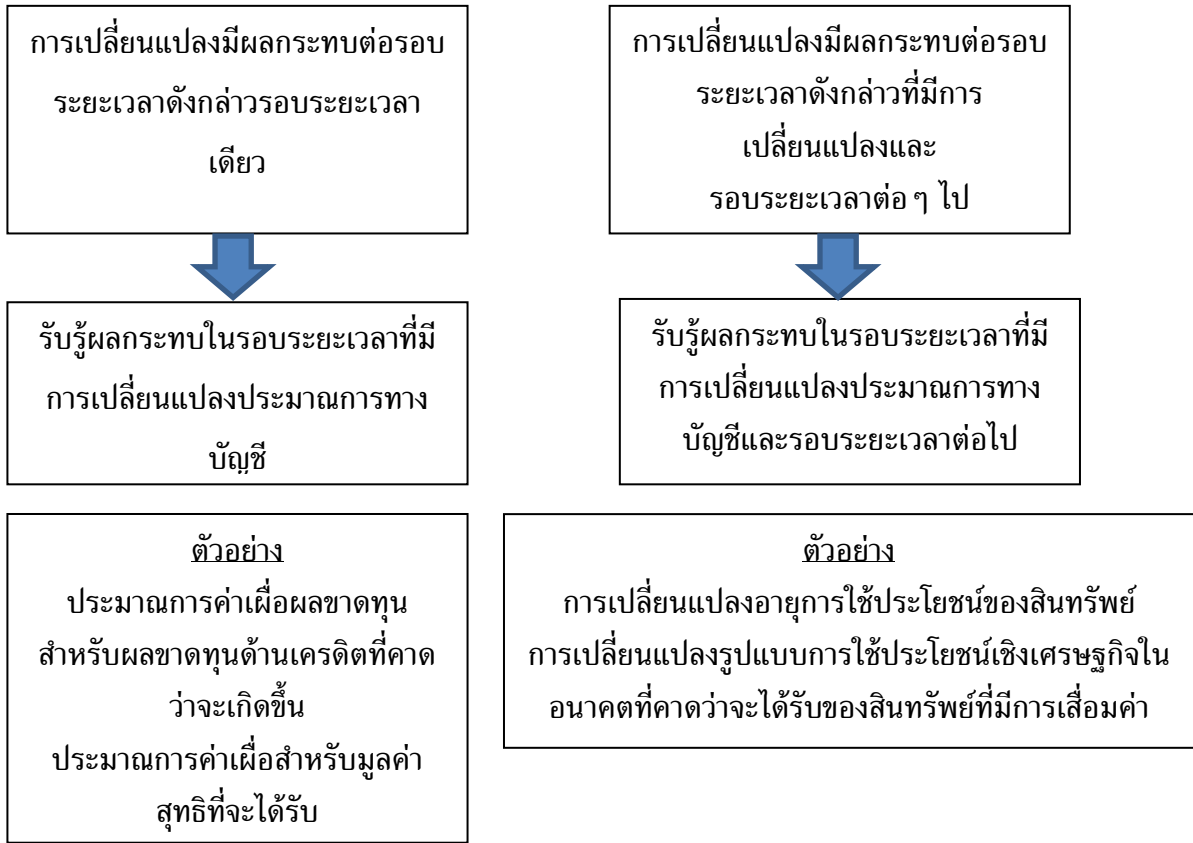 การเปลี่ยนแปลงมีผลกระทบต่อรอบ
ระยะเวลาดังกล่าวรอบระยะเวลา
เดียว
การเปลี่ยนแปลงมีผลกระทบต่อรอบ
ระยะเวลาดังกล่าวที่มีการ
เปลี่ยนแปลงและ
รอบระยะเวลาต่อ ๆ ไป
รับรู้ผลกระทบในรอบระยะเวลาที่มี
การเปลี่ยนแปลงประมาณการทาง
บัญชี
รับรู้ผลกระทบในรอบระยะเวลาที่มี
การเปลี่ยนแปลงประมาณการทาง
บัญชีและรอบระยะเวลาต่อไป
ตัวอย่าง
ประมาณการค่าเผื่อผลขาดทุน
สำหรับผลขาดทุนด้านเครดิตที่คาด
ว่าจะเกิดขึ้น
ประมาณการค่าเผื่อสำหรับมูลค่า
สุทธิที่จะได้รับ
ตัวอย่าง
การเปลี่ยนแปลงอายุการใช้ประโยชน์ของสินทรัพย์
การเปลี่ยนแปลงรูปแบบการใช้ประโยชน์เชิงเศรษฐกิจใน
อนาคตที่คาดว่าจะได้รับของสินทรัพย์ที่มีการเสื่อมค่า